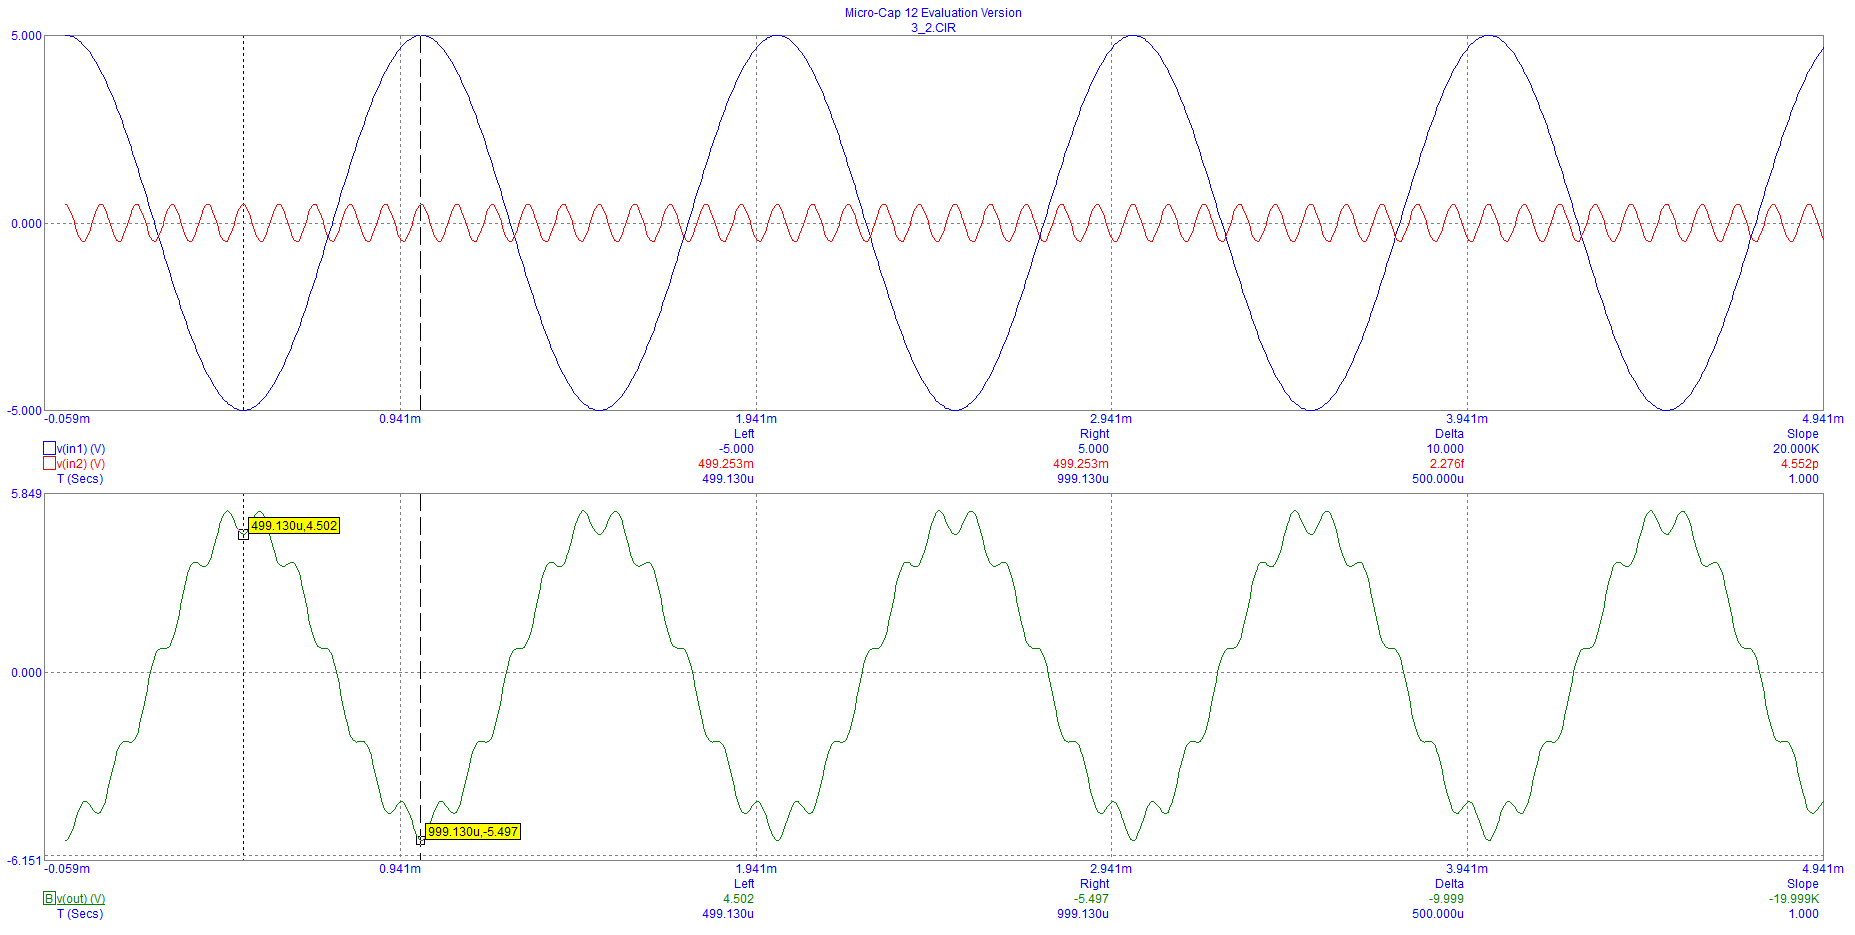 Micro-Cap 12 Evaluation Version
3_2.CIR
5.000
0.000
-5.000
-0.059m 0.941m 1.941m 2.941m 3.941m 4.941m
Left Right Delta Slope
v(in1) (V) -5.000 5.000 10.000 20.000K
v(in2) (V) 499.253m 499.253m 2.276f 4.552p
T (Secs) 499.130u 999.130u 500.000u 1.000
5.849
499.130u,4.502
0.000
999.130u,-5.497
-6.151
-0.059m 0.941m 1.941m 2.941m 3.941m 4.941m
Left Right Delta Slope
B v(out) (V) 4.502 -5.497 -9.999 -19.999K
T (Secs) 499.130u 999.130u 500.000u 1.000